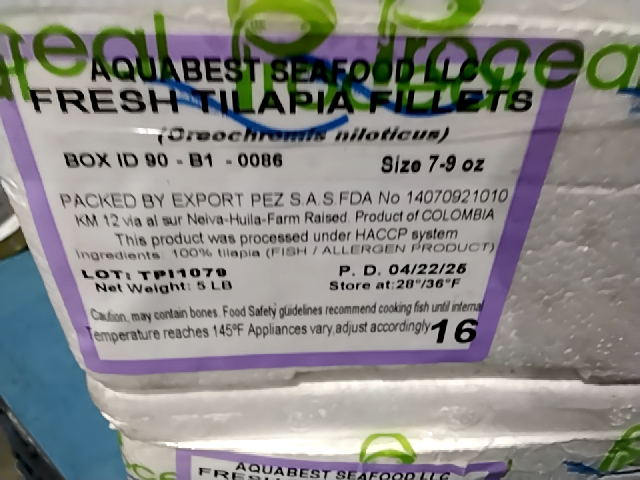 AQUABEST SEAFOOD LLC
FRESH TILAPIA FILLETS
(Oreochromis niloticus)
BOX ID 90 - B1 - 0086 Size 7-9 oz
PACKED BY EXPORT PEZ S.A.S FDA No 14070921010
KM 12 via al sur Neiva-Huila-Farm Raised. Product of COLOMBIA
This product was processed under HACCP system
Ingredients: 100% tilapia (FISH / ALLERGEN PRODUCT)
LOT: TPI1079 P. D. 04/22/25
Net Weight: 5 LB Store at:28°/36°F
Caution, may contain bones. Food Safety guidelines recommend cooking fish until internal
Temperature reaches 145ºF Appliances vary,adjust accordingly 16
AQUABEST SEAFOOD LLC